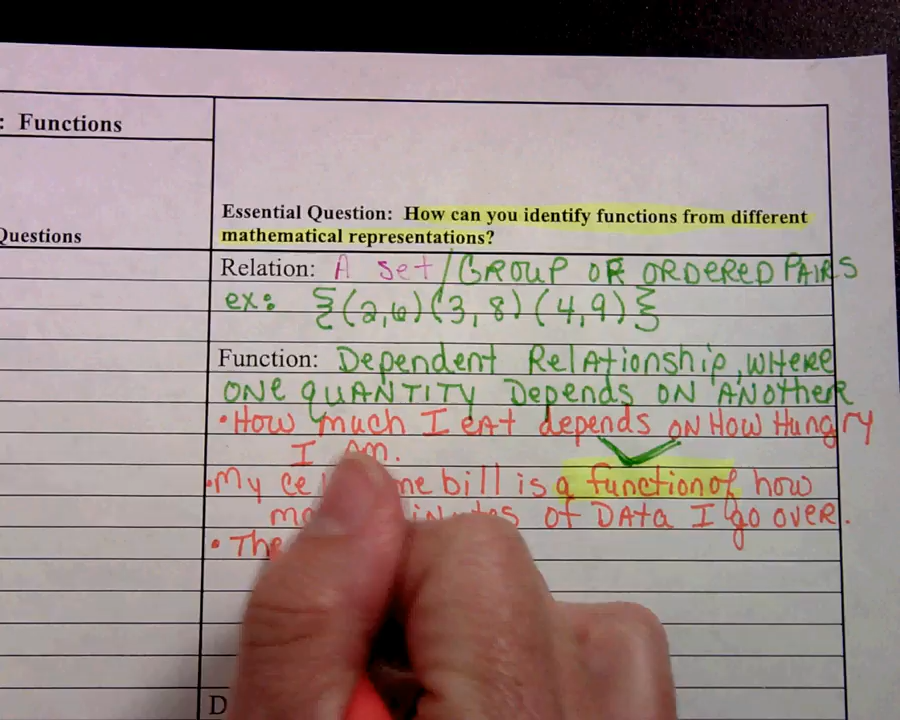 : Functions
Essential Question: How can you identify functions from different
Questions
mathematical representations?
Relation: A set/GROUP OF ORDERED PAIRS
ex: {(2,6)(3,8)(4,9)}
Function: Dependent Relationship, WHERE
ONE QUANTITY Depends ON ANOTHER
• How much I EAT depends ON How Hungry
I Am.
• My bill is a function of how
of DATA I go over.
• The
D